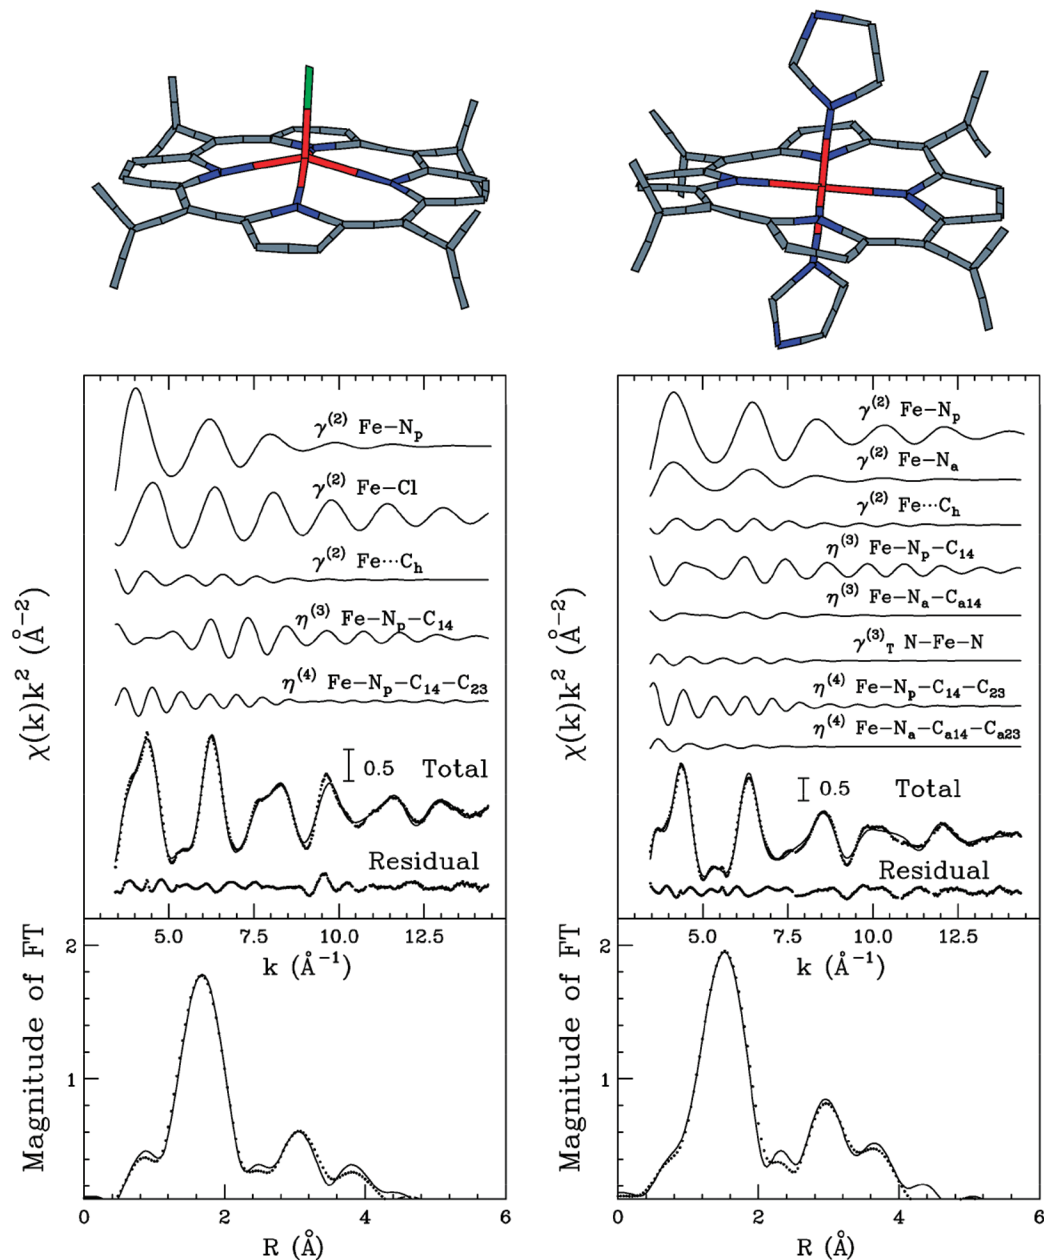 γ(2) Fe−Np
γ(2) Fe−Cl
γ(2) Fe···Ch
η(3) Fe−Np−C14
η(4) Fe−Np−C14−C23
0.5 Total
Residual
χ(k)k2 (Å−2)
5.0 7.5 10.0 12.5
k (Å−1)
2
1
Magnitude of FT
0 2 4 6
R (Å)
γ(2) Fe−Np
γ(2) Fe−Na
γ(2) Fe···Ch
η(3) Fe−Np−C14
η(3) Fe−Na−Ca14
γ(3)T N−Fe−N
η(4) Fe−Np−C14−C23
η(4) Fe−Na−Ca14−Ca23
0.5 Total
Residual
χ(k)k2 (Å−2)
5.0 7.5 10.0 12.5
k (Å−1)
2
1
Magnitude of FT
0 2 4 6
R (Å)